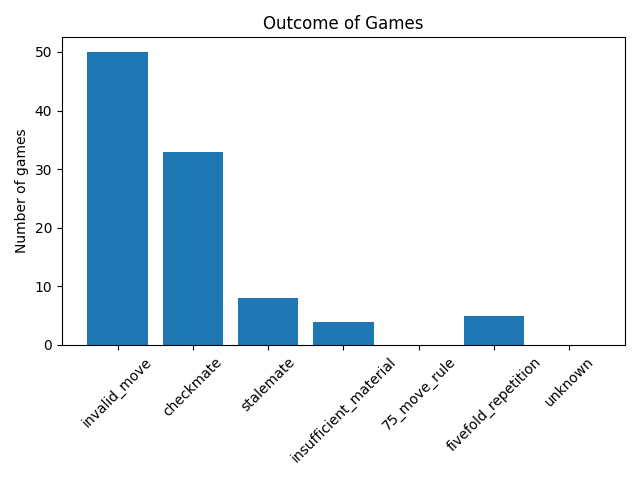 Outcome of Games
Number of games
50
40
30
20
10
0
invalid_move
checkmate
stalemate
insufficient_material
75_move_rule
fivefold_repetition
unknown